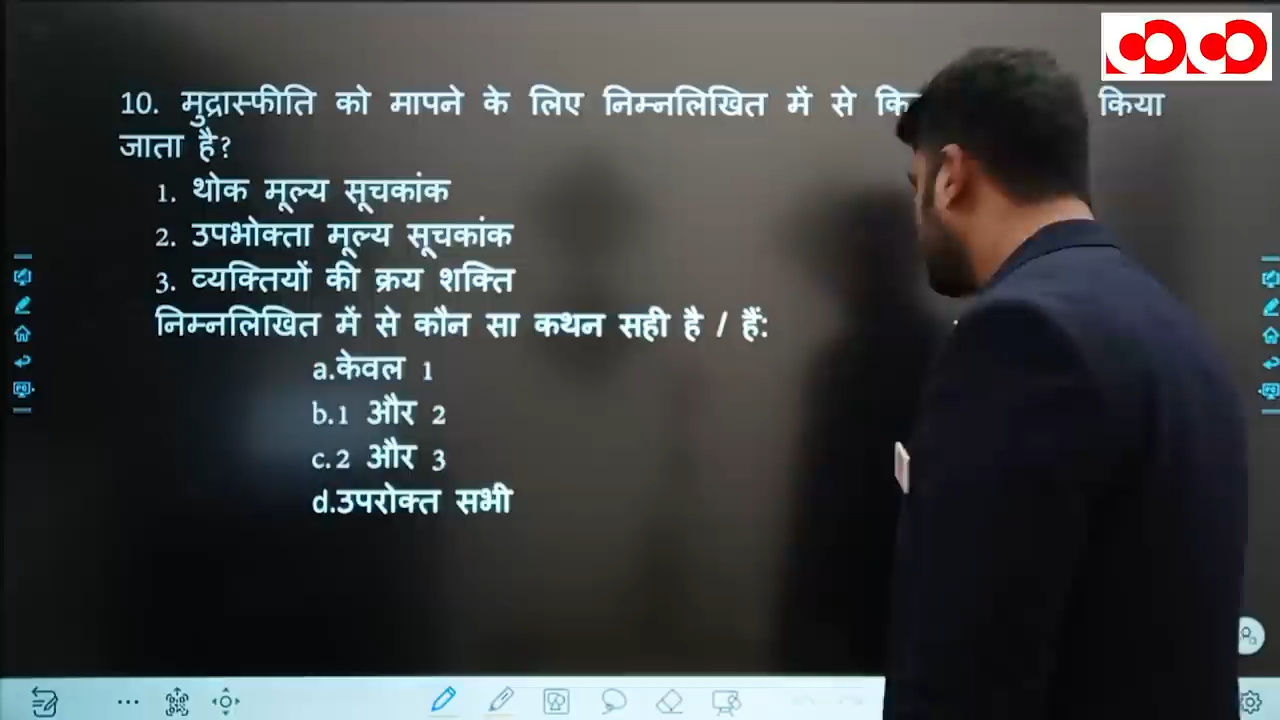 10. मुद्रास्फीति को मापने के लिए निम्नलिखित में से किया
जाता है?
1. थोक मूल्य सूचकांक
2. उपभोक्ता मूल्य सूचकांक
3. व्यक्तियों की क्रय शक्ति
निम्नलिखित में से कौन सा कथन सही है / हैं:
a.केवल 1
b.1 और 2
c.2 और 3
d.उपरोक्त सभी